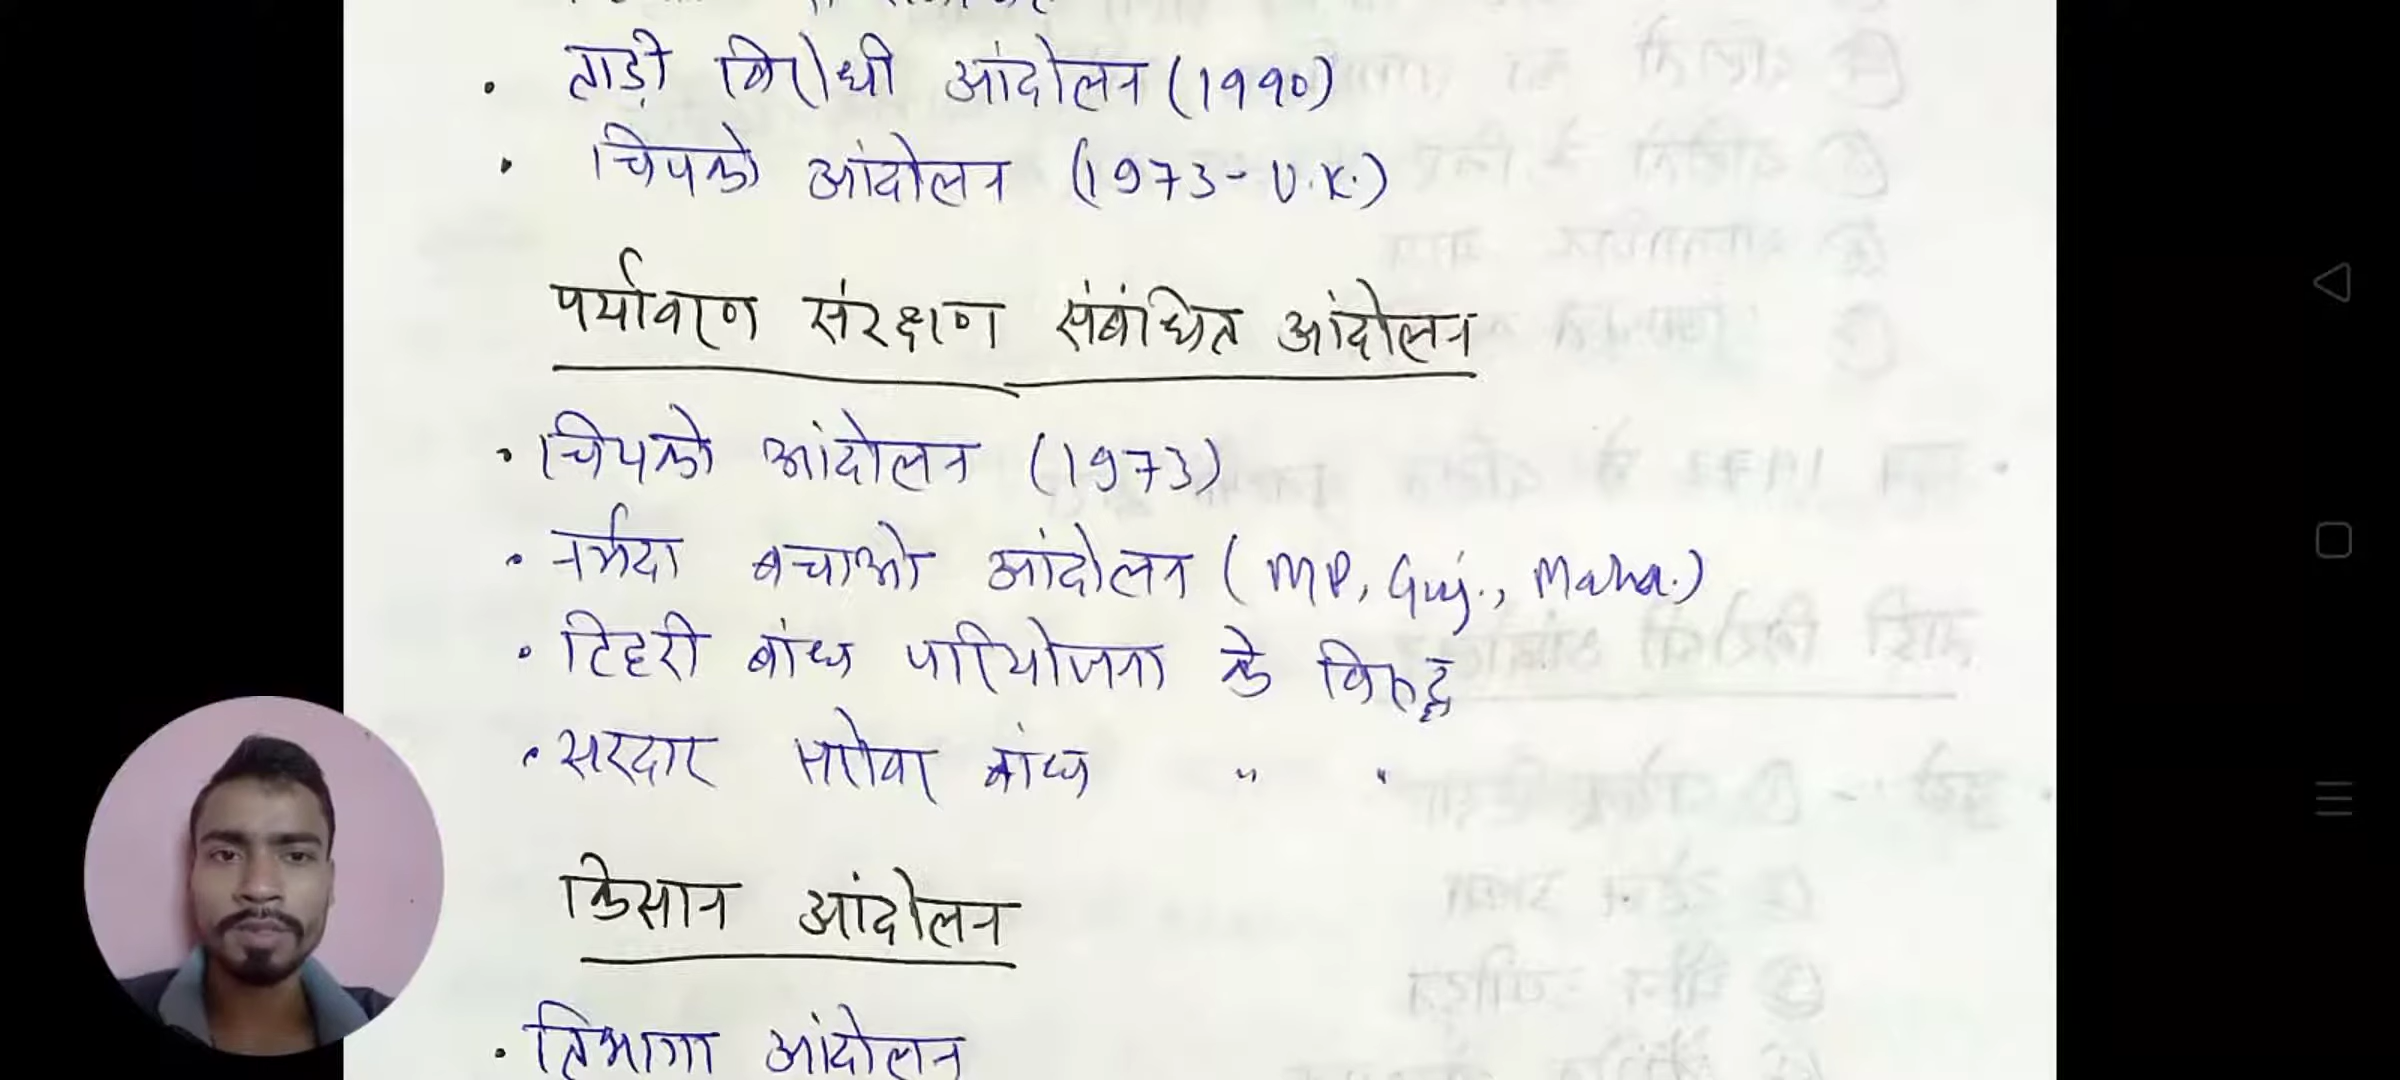 • ताड़ी विरोधी आंदोलन (1990)
• चिपको आंदोलन (1973 - U.K.)
पर्यावरण संरक्षण संबंधित आंदोलन
• चिपको आंदोलन (1973)
• नर्मदा बचाओ आंदोलन (MP, Guj., Maha.)
• टिहरी बांध परियोजना के विरुद्ध
• सरदार सरोवर बांध " "
किसान आंदोलन
• तिभागा आंदोलन